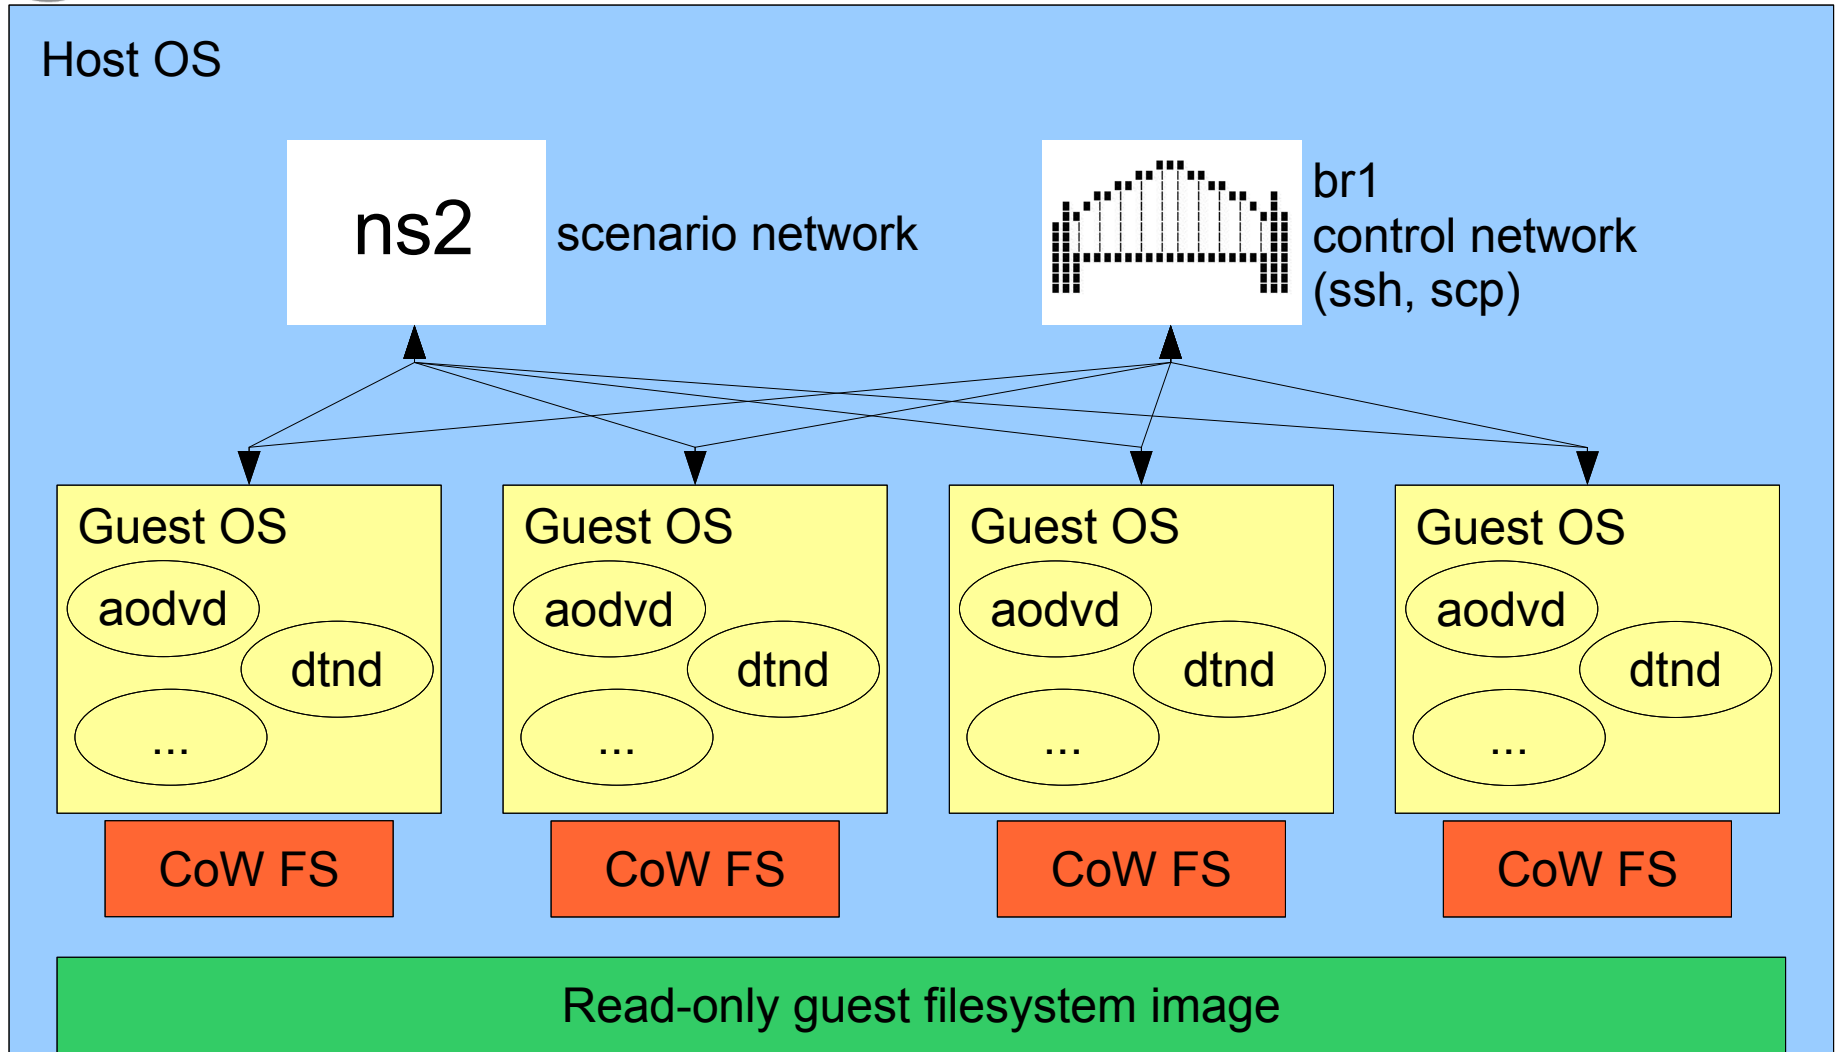 Host OS
ns2
scenario network
br1
control network
(ssh, scp)
Guest OS
aodvd
dtnd
...
CoW FS
Guest OS
aodvd
dtnd
...
CoW FS
Guest OS
aodvd
dtnd
...
CoW FS
Guest OS
aodvd
dtnd
...
CoW FS
Read-only guest filesystem image